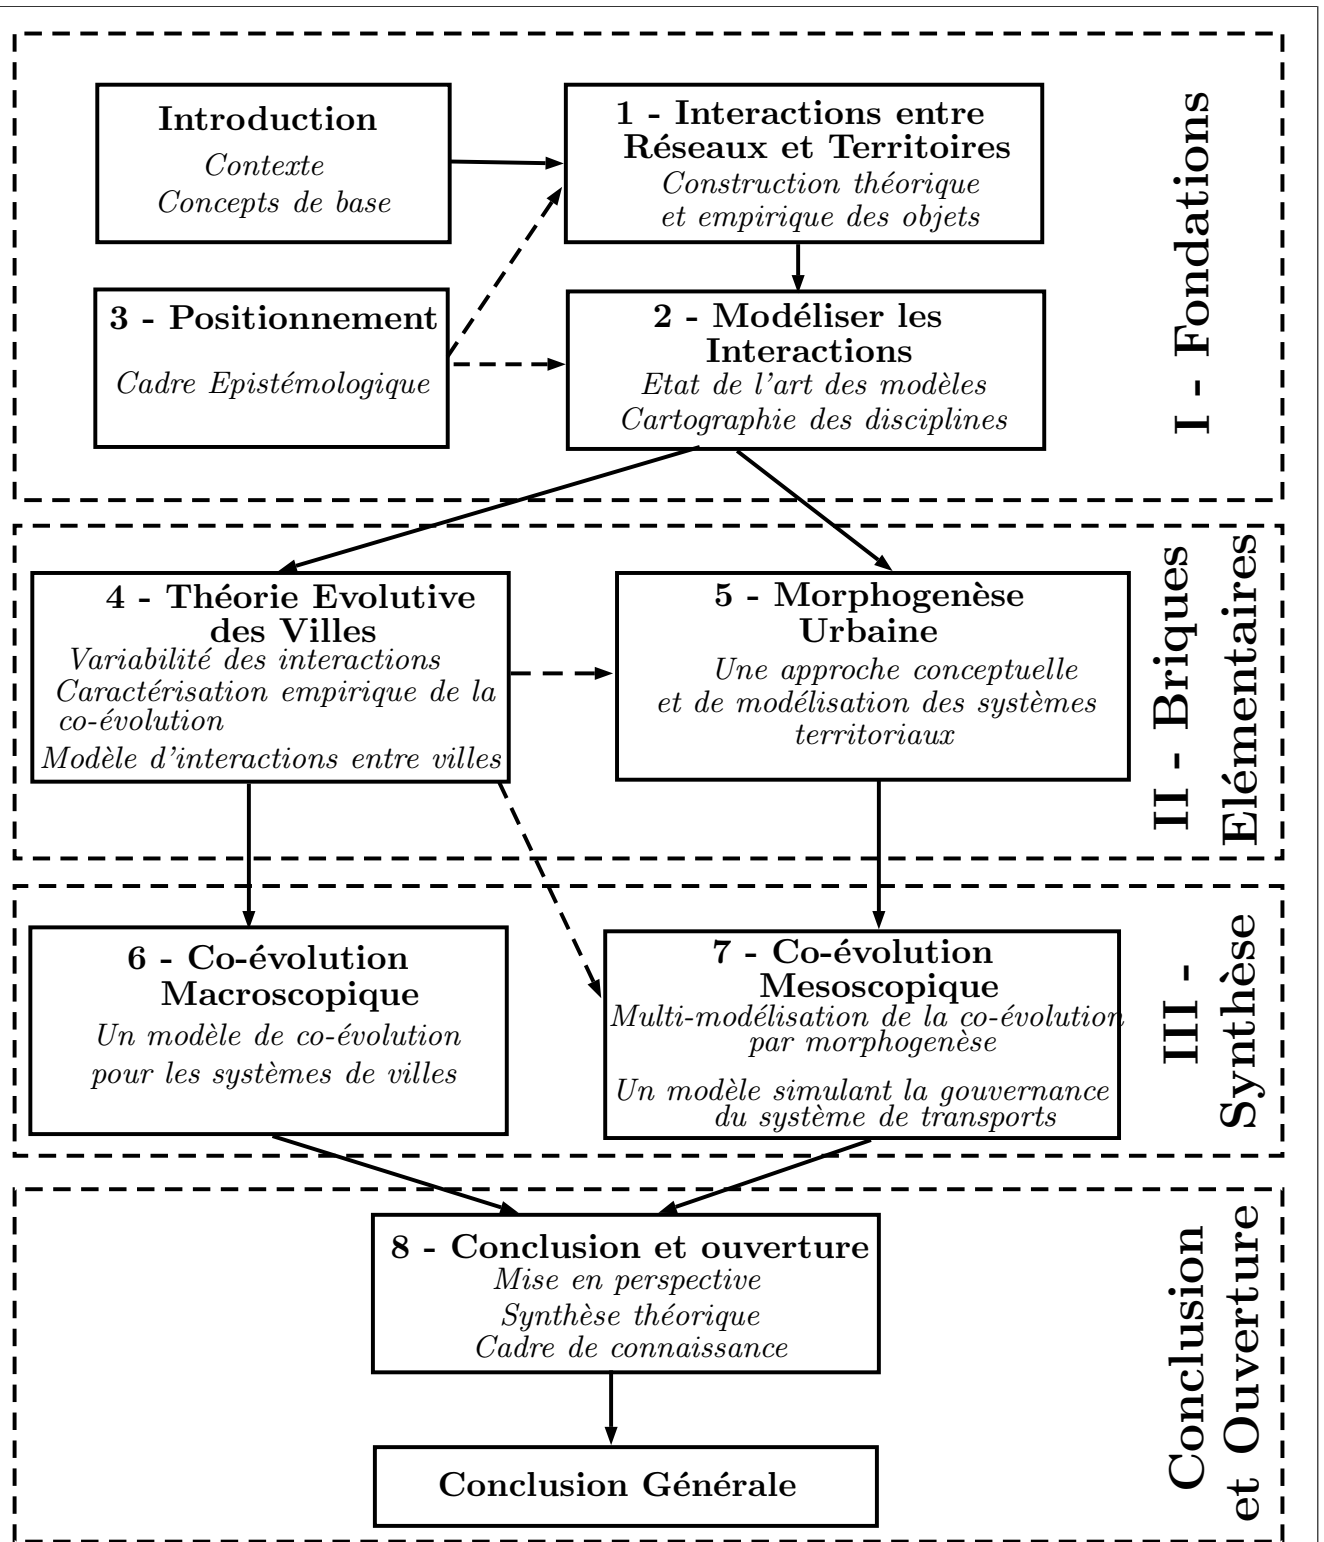 Introduction
Contexte
Concepts de base
1 - Interactions entre
Réseaux et Territoires
Construction théorique
et empirique des objets
3 - Positionnement
Cadre Epistémologique
2 - Modéliser les
Interactions
Etat de l'art des modèles
Cartographie des disciplines
I - Fondations
4 - Théorie Evolutive
des Villes
Variabilité des interactions
Caractérisation empirique de la
co-évolution
Modèle d'interactions entre villes
5 - Morphogenèse
Urbaine
Une approche conceptuelle
et de modélisation des systèmes
territoriaux
II - Briques
Elémentaires
6 - Co-évolution
Macroscopique
Un modèle de co-évolution
pour les systèmes de villes
7 - Co-évolution
Mesoscopique
Multi-modélisation de la co-évolution
par morphogenèse
Un modèle simulant la gouvernance
du système de transports
III -
Synthèse
8 - Conclusion et ouverture
Mise en perspective
Synthèse théorique
Cadre de connaissance
Conclusion Générale
Conclusion
et Ouverture